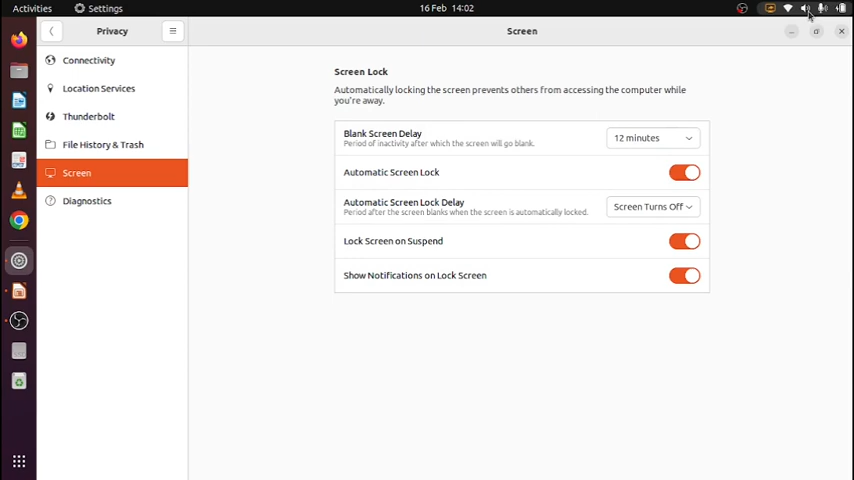 Activities
Settings
16 Feb 14:02
Privacy
Screen
Connectivity
Location Services
Thunderbolt
File History & Trash
Screen
Diagnostics
Screen Lock
Automatically locking the screen prevents others from accessing the computer while
you're away.
Blank Screen Delay
Period of inactivity after which the screen will go blank.
12 minutes
Automatic Screen Lock
Automatic Screen Lock Delay
Period after the screen blanks when the screen is automatically locked.
Screen Turns Off
Lock Screen on Suspend
Show Notifications on Lock Screen